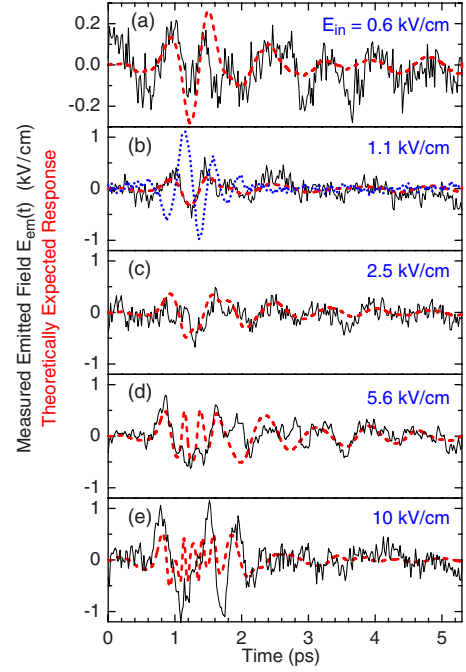 Measured Emitted Field E_em(t) (kV/cm)
Theoretically Expected Response
(a)
E_in = 0.6 kV/cm
0.2
0.0
-0.2
(b)
1.1 kV/cm
1
0
1
(c)
2.5 kV/cm
1
0
1
(d)
5.6 kV/cm
1
0
1
(e)
10 kV/cm
1
0
-1
0 1 2 3 4 5
Time (ps)